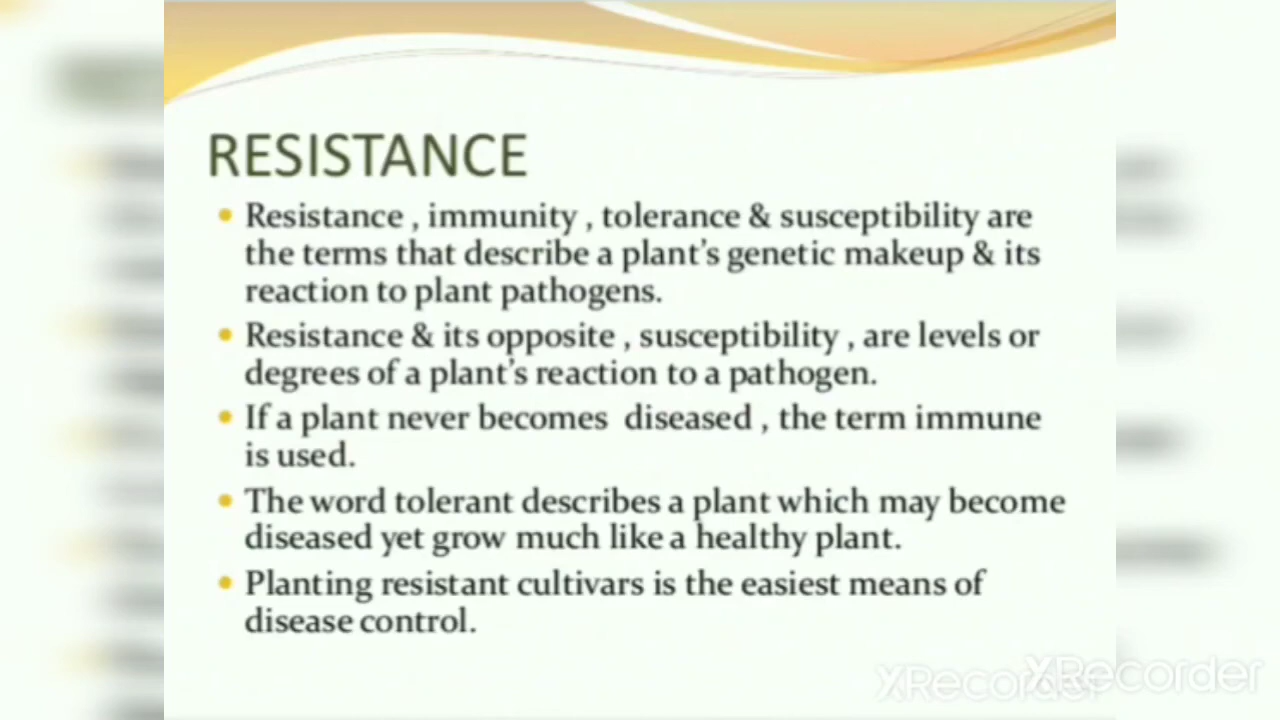 RESISTANCE
Resistance , immunity , tolerance & susceptibility are
the terms that describe a plant’s genetic makeup & its
reaction to plant pathogens.
Resistance & its opposite , susceptibility , are levels or
degrees of a plant’s reaction to a pathogen.
If a plant never becomes diseased , the term immune
is used.
The word tolerant describes a plant which may become
diseased yet grow much like a healthy plant.
Planting resistant cultivars is the easiest means of
disease control.
XRecorder
XRecorder